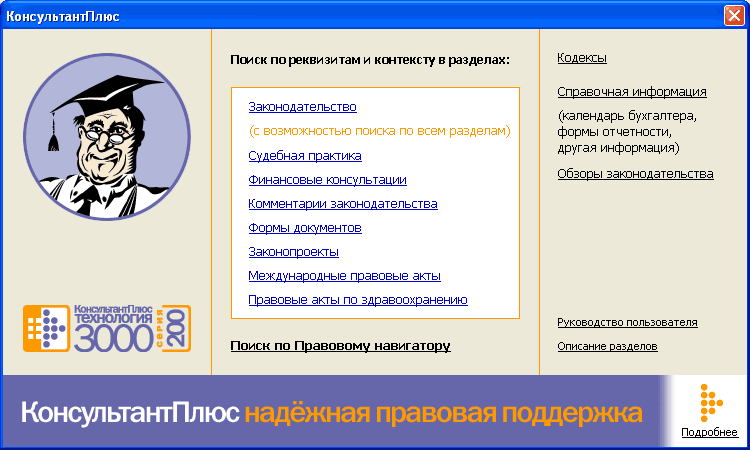 КонсультантПлюс
Поиск по реквизитам и контексту в разделах:
Законодательство
(с возможностью поиска по всем разделам)
Судебная практика
Финансовые консультации
Комментарии законодательства
Формы документов
Законопроекты
Международные правовые акты
Правовые акты по здравоохранению
Поиск по Правовому навигатору
Кодексы
Справочная информация
(календарь бухгалтера,
формы отчетности,
другая информация)
Обзоры законодательства
Руководство пользователя
Описание разделов
КонсультантПлюс
ТЕХНОЛОГИЯ
3000
серия
200
КонсультантПлюс надёжная правовая поддержка
Подробнее